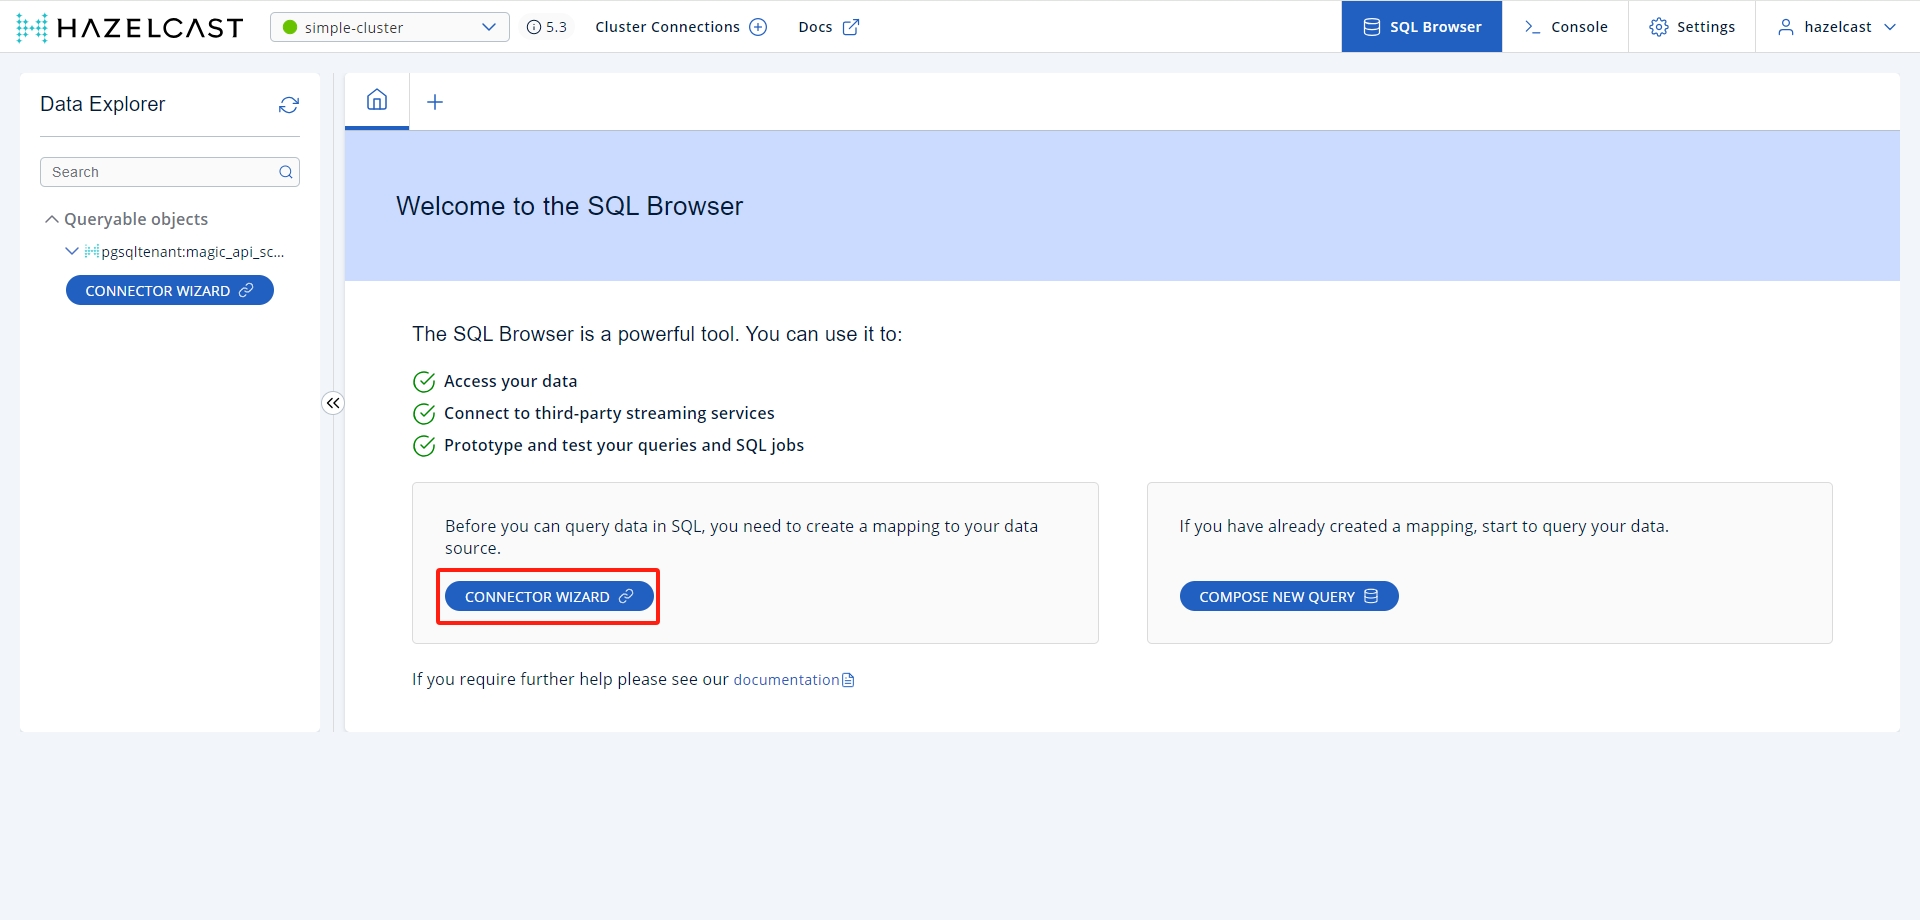 HAZELCAST
simple-cluster
5.3
Cluster Connections
Docs
SQL Browser
Console
Settings
hazelcast
Data Explorer
Search
Queryable objects
pgsqltenant:magic_api_sc...
CONNECTOR WIZARD
Welcome to the SQL Browser
The SQL Browser is a powerful tool. You can use it to:
Access your data
Connect to third-party streaming services
Prototype and test your queries and SQL jobs
Before you can query data in SQL, you need to create a mapping to your data
source.
CONNECTOR WIZARD
If you have already created a mapping, start to query your data.
COMPOSE NEW QUERY
If you require further help please see our documentation